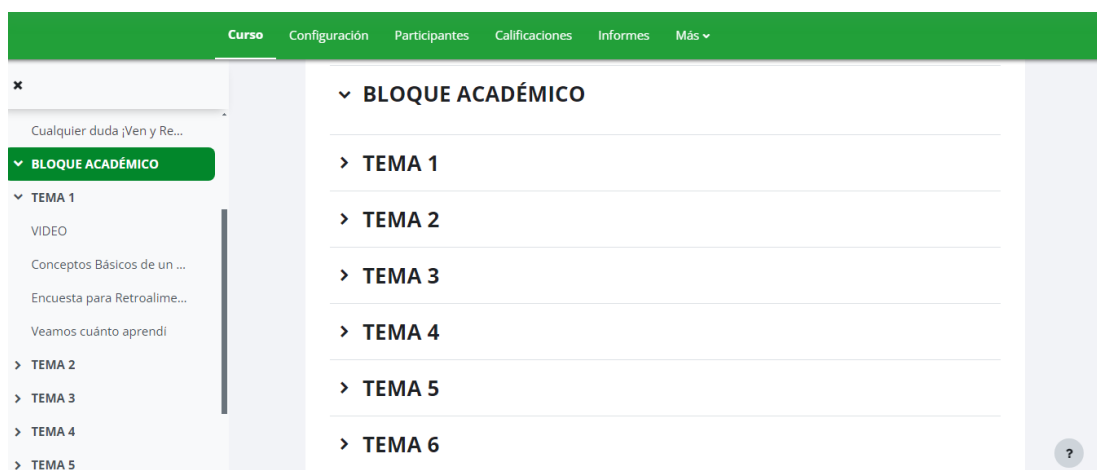 Curso Configuración Participantes Calificaciones Informes Más
Cualquier duda ¡Ven y Re...
BLOQUE ACADÉMICO
TEMA 1
VIDEO
Conceptos Básicos de un ...
Encuesta para Retroalime...
Veamos cuánto aprendí
TEMA 2
TEMA 3
TEMA 4
TEMA 5
BLOQUE ACADÉMICO
TEMA 1
TEMA 2
TEMA 3
TEMA 4
TEMA 5
TEMA 6
?